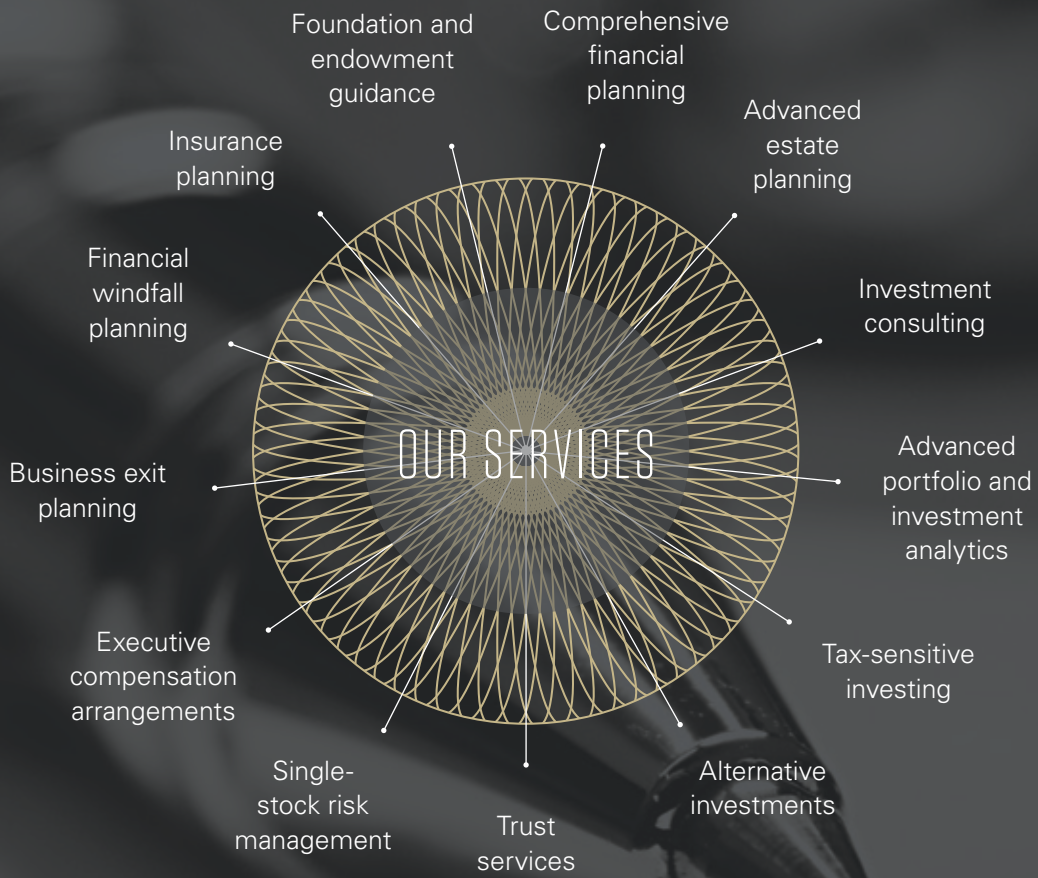 Foundation and
endowment
guidance
Comprehensive
financial
planning
Advanced
estate
planning
Investment
consulting
Advanced
portfolio and
investment
analytics
Tax-sensitive
investing
Alternative
investments
Trust
services
Single-
stock risk
management
Executive
compensation
arrangements
Business exit
planning
Financial
windfall
planning
Insurance
planning
OUR SERVICES